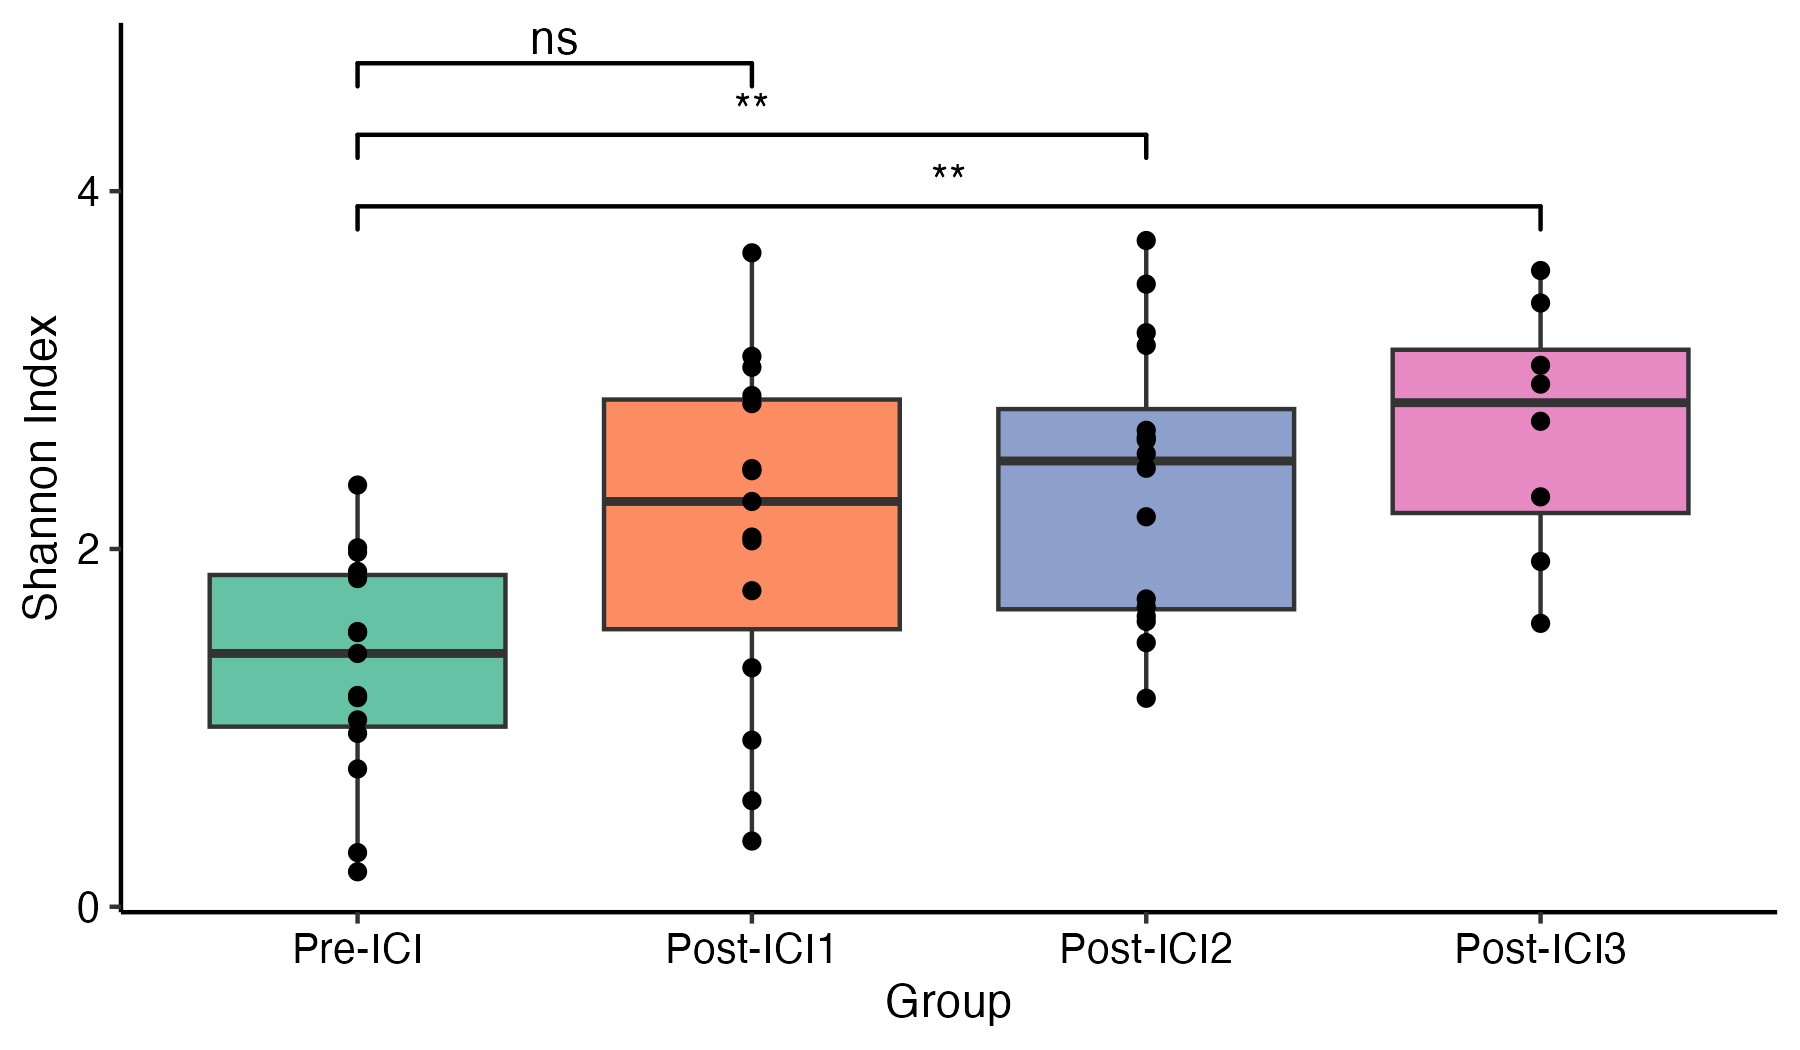 ns
**
**
4
2
0
Shannon Index
Pre-ICI Post-ICI1 Post-ICI2 Post-ICI3
Group